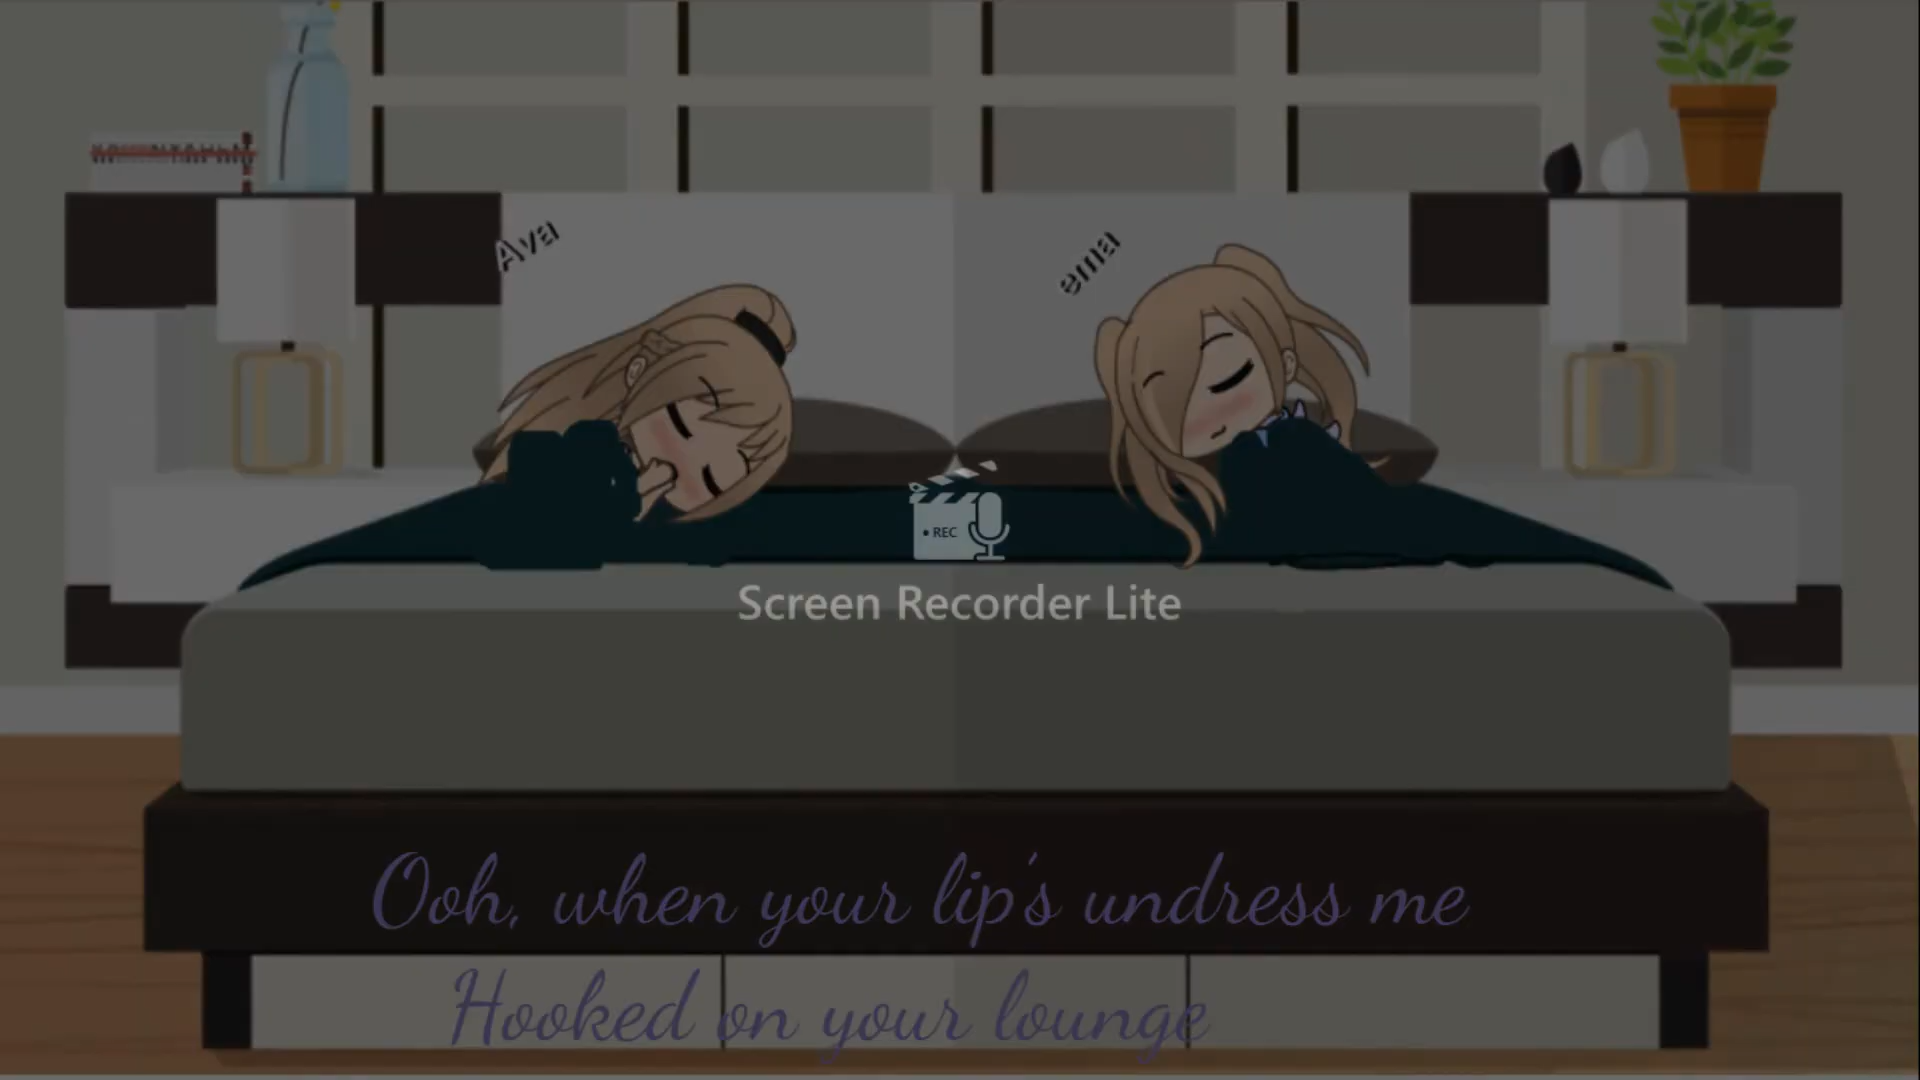 Ava
ema
REC
Screen Recorder Lite
Ooh, when your lip's undress me
Hooked on your lounge